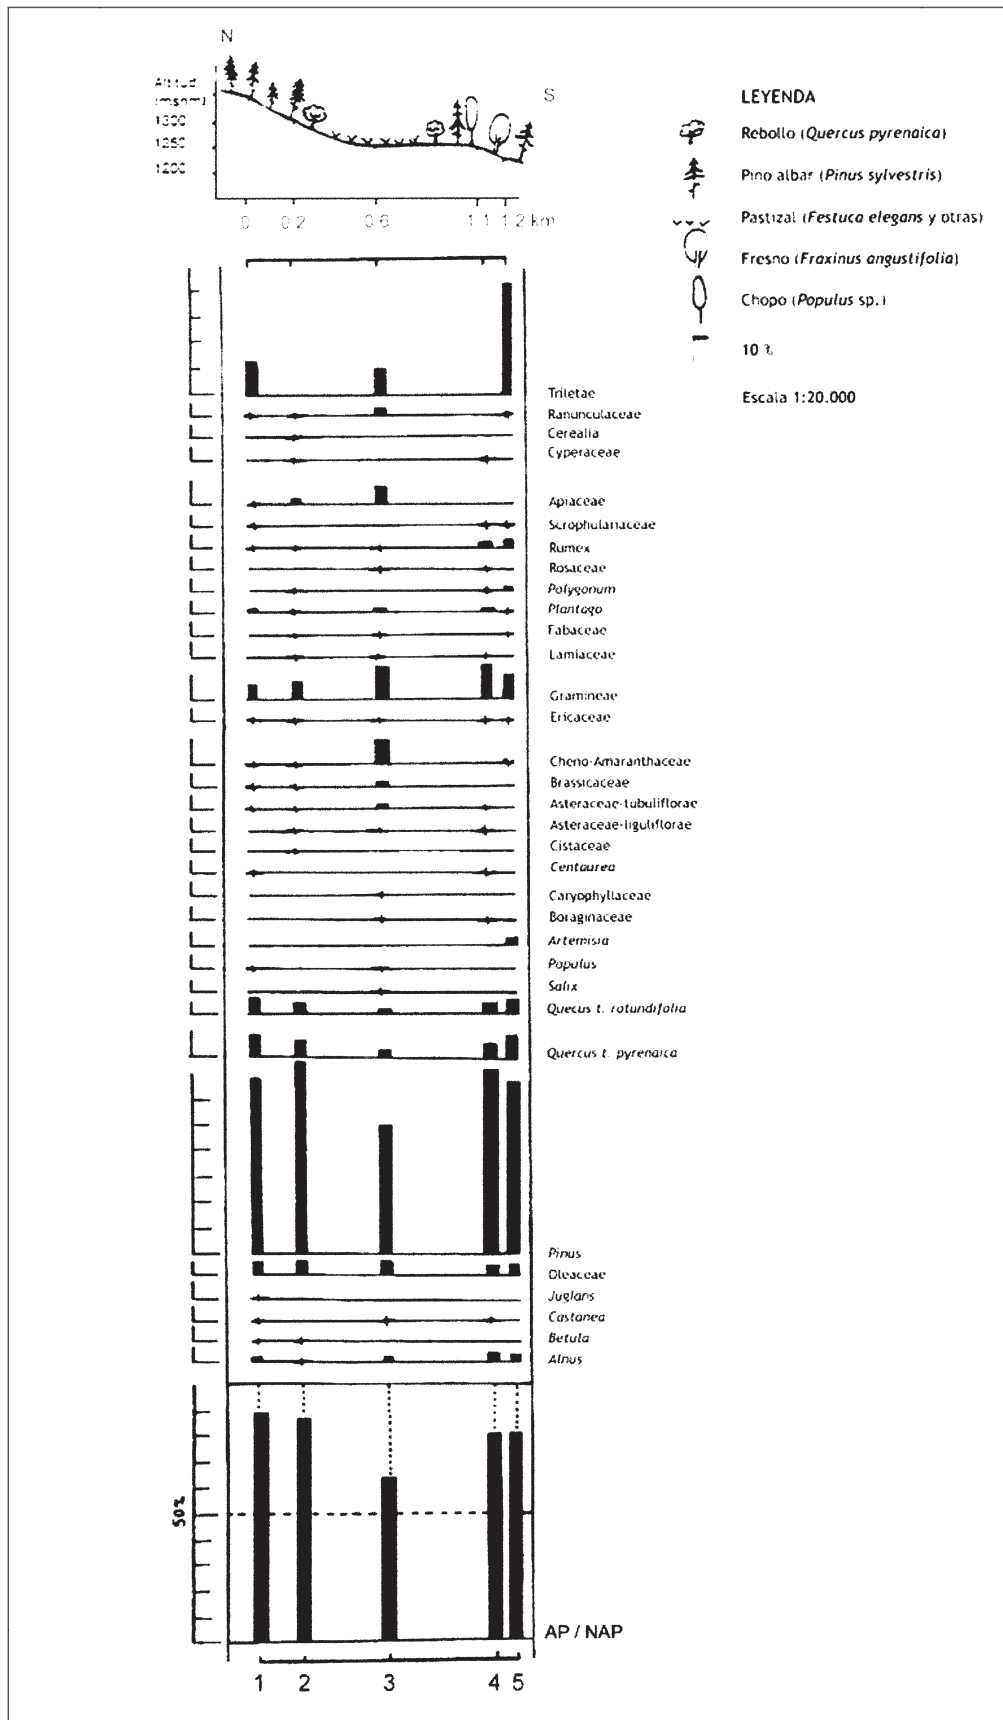 N
S
Altitud
(msnm)
1300
1250
1200
0 0.2 0.6 1.1 1.2 km
LEYENDA
Rebollo (Quercus pyrenaica)
Pino albar (Pinus sylvestris)
Pastizal (Festuca elegans y otras)
Fresno (Fraxinus angustifolia)
Chopo (Populus sp.)
10 %
Escala 1:20.000
Triletae
Ranunculaceae
Cerealia
Cyperaceae
Apiaceae
Scrophulariaceae
Rumex
Rosaceae
Polygonum
Plantago
Fabaceae
Lamiaceae
Gramineae
Ericaceae
Cheno-Amaranthaceae
Brassicaceae
Asteraceae-tubuliflorae
Asteraceae-liguliflorae
Cistaceae
Centaurea
Caryophyllaceae
Boraginaceae
Artemisia
Populus
Salix
Quecus t. rotundifolia
Quercus t. pyrenaica
Pinus
Oleaceae
Juglans
Castanea
Betula
Alnus
50%
AP / NAP
1 2 3 4 5